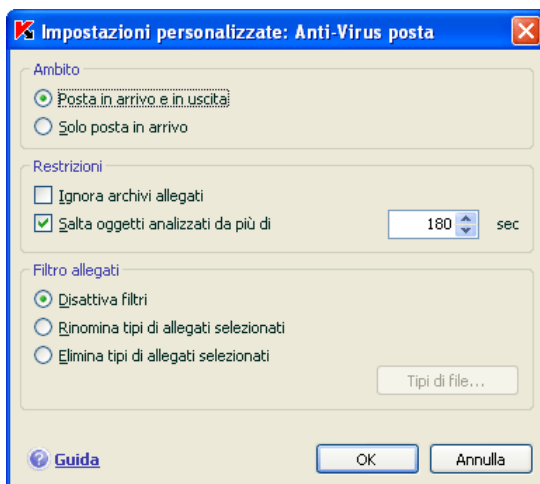 Impostazioni personalizzate: Anti-Virus posta
Ambito
Posta in arrivo e in uscita
Solo posta in arrivo
Restrizioni
Ignora archivi allegati
Salta oggetti analizzati da più di 180 sec
Filtro allegati
Disattiva filtri
Rinomina tipi di allegati selezionati
Elimina tipi di allegati selezionati
Tipi di file...
Guida OK Annulla